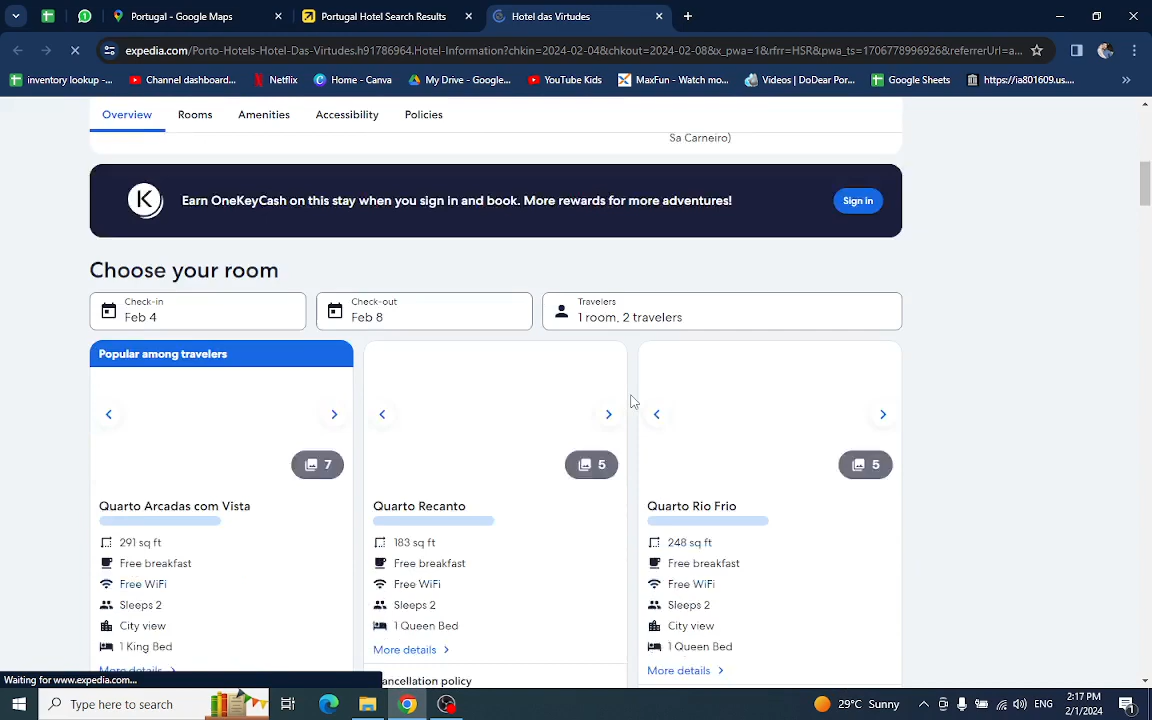 Portugal - Google Maps
Portugal Hotel Search Results
Hotel das Virtudes
expedia.com/Porto-Hotels-Hotel-Das-Virtudes.h91786964.Hotel-Information?chkin=2024-02-04&chkout=2024-02-08&x_pwa=1&rfrr=HSR&pwa_ts=1706778996926&referrerUrl=a...
inventory lookup -...
Channel dashboard...
Netflix
Home - Canva
My Drive - Google...
YouTube Kids
MaxFun - Watch mo...
Videos | DoDear Por...
Google Sheets
https://ia801609.us....
Overview
Rooms
Amenities
Accessibility
Policies
Sa Carneiro)
K
Earn OneKeyCash on this stay when you sign in and book. More rewards for more adventures!
Sign in
Choose your room
Check-in
Feb 4
Check-out
Feb 8
Travelers
1 room, 2 travelers
Popular among travelers
7
Quarto Arcadas com Vista
291 sq ft
Free breakfast
Free WiFi
Sleeps 2
City view
1 King Bed
More details
5
Quarto Recanto
183 sq ft
Free breakfast
Free WiFi
Sleeps 2
1 Queen Bed
More details
ancellation policy
5
Quarto Rio Frio
248 sq ft
Free breakfast
Free WiFi
Sleeps 2
City view
1 Queen Bed
More details
Waiting for www.expedia.com...
Type here to search
29°C Sunny
ENG
2:17 PM
2/1/2024
1